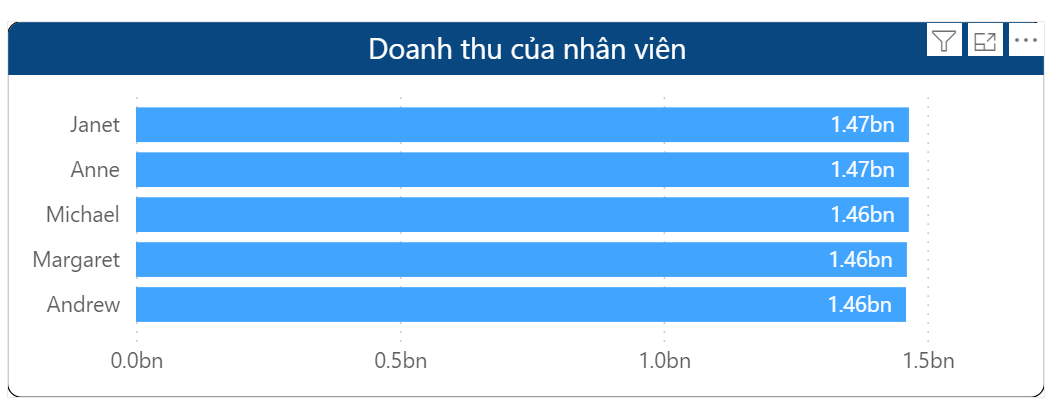 Doanh thu của nhân viên
Janet 1.47bn
Anne 1.47bn
Michael 1.46bn
Margaret 1.46bn
Andrew 1.46bn
0.0bn 0.5bn 1.0bn 1.5bn